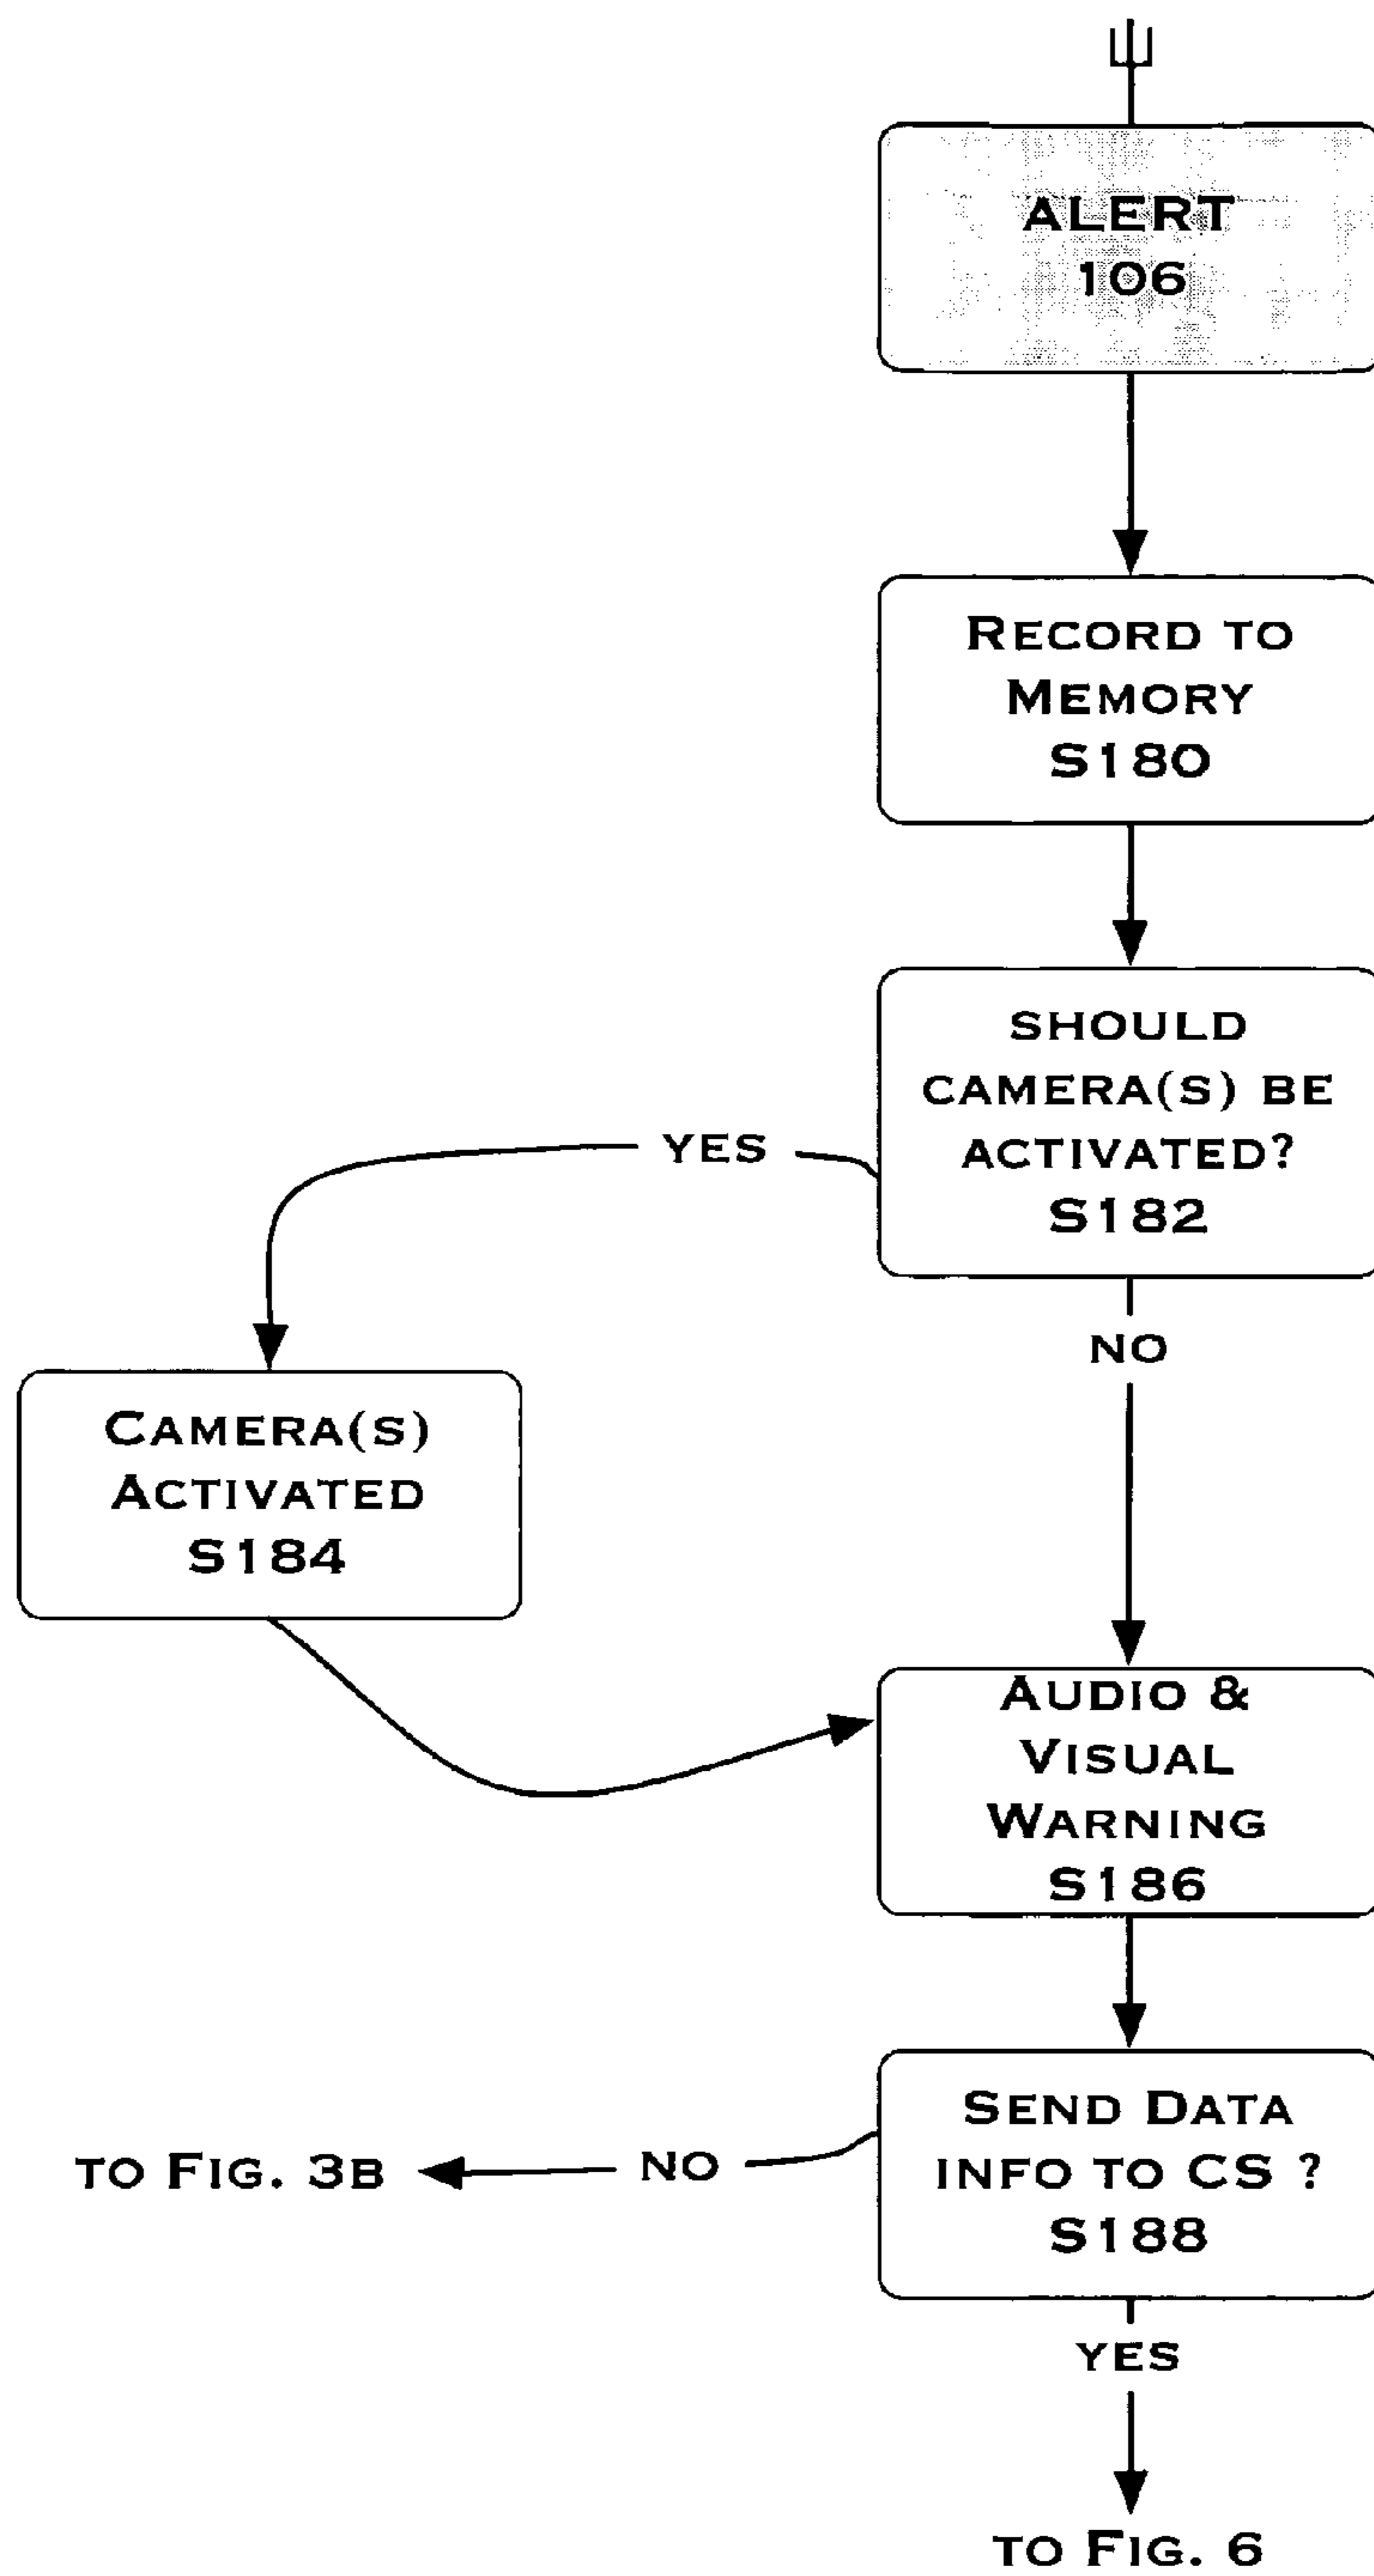 ALERT
106
RECORD TO
MEMORY
S180
SHOULD
CAMERA(S) BE
ACTIVATED?
S182
YES
NO
CAMERA(S)
ACTIVATED
S184
AUDIO &
VISUAL
WARNING
S186
SEND DATA
INFO TO CS ?
S188
NO
TO FIG. 3B
YES
TO FIG. 6